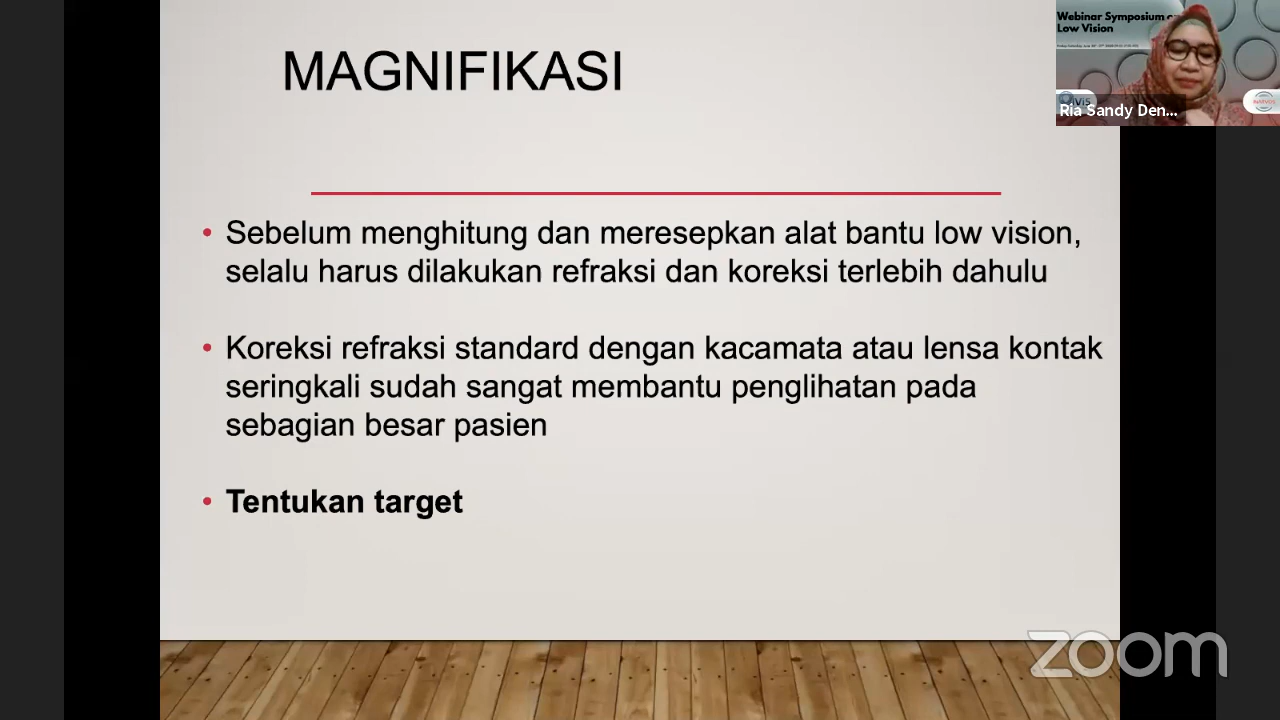 MAGNIFIKASI
• Sebelum menghitung dan meresepkan alat bantu low vision,
selalu harus dilakukan refraksi dan koreksi terlebih dahulu
• Koreksi refraksi standard dengan kacamata atau lensa kontak
seringkali sudah sangat membantu penglihatan pada
sebagian besar pasien
• Tentukan target
Webinar Symposium
Low Vision
Ria Sandy Den...
zoom